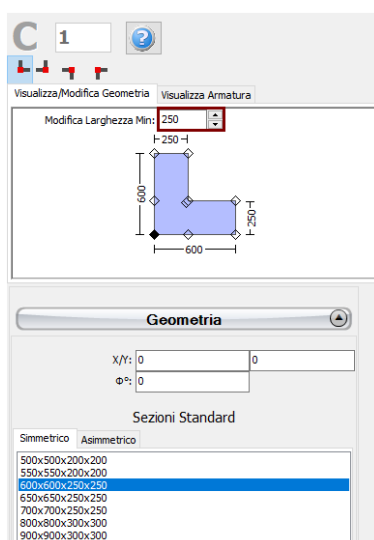 C 1
Visualizza/Modifica Geometria Visualizza Armatura
Modifica Larghezza Min: 250
250
600
250
600
Geometria
X/Y: 0 0
Φ°: 0
Sezioni Standard
Simmetrico Asimmetrico
500x500x200x200
550x550x200x200
600x600x250x250
650x650x250x250
700x700x250x250
800x800x300x300
900x900x300x300